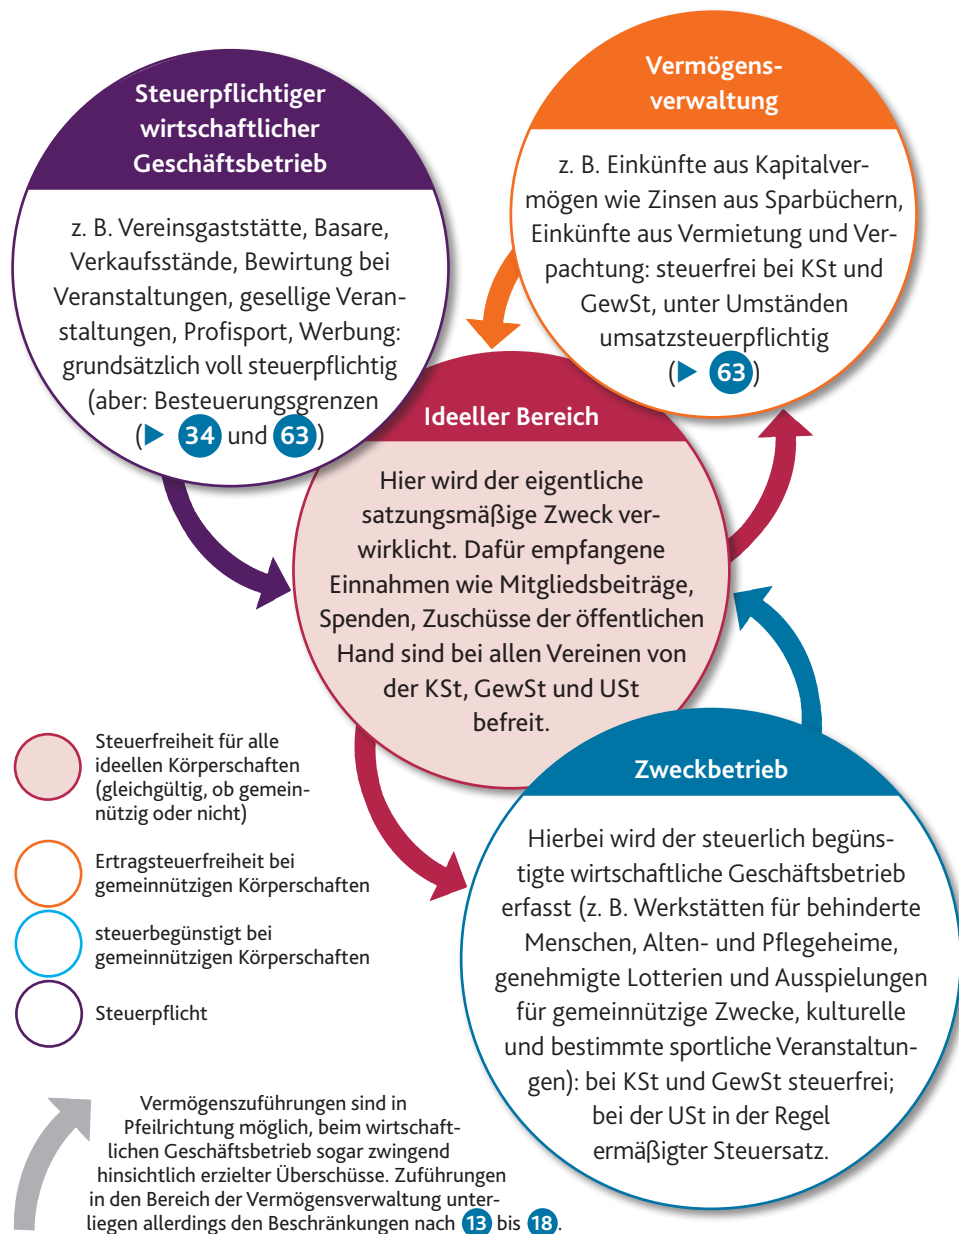 Steuerpflichtiger
wirtschaftlicher
Geschäftsbetrieb
z. B. Vereinsgaststätte, Basare,
Verkaufsstände, Bewirtung bei
Veranstaltungen, gesellige Veran-
staltungen, Profisport, Werbung:
grundsätzlich voll steuerpflichtig
(aber: Besteuerungsgrenzen
(▶ 34 und 63)
Vermögens-
verwaltung
z. B. Einkünfte aus Kapitalver-
mögen wie Zinsen aus Sparbüchern,
Einkünfte aus Vermietung und Ver-
pachtung: steuerfrei bei KSt und
GewSt, unter Umständen
umsatzsteuerpflichtig
(▶ 63)
Ideeller Bereich
Hier wird der eigentliche
satzungsmäßige Zweck ver-
wirklicht. Dafür empfangene
Einnahmen wie Mitgliedsbeiträge,
Spenden, Zuschüsse der öffentlichen
Hand sind bei allen Vereinen von
der KSt, GewSt und USt
befreit.
Zweckbetrieb
Hierbei wird der steuerlich begüns-
tigte wirtschaftliche Geschäftsbetrieb
erfasst (z. B. Werkstätten für behinderte
Menschen, Alten- und Pflegeheime,
genehmigte Lotterien und Ausspielungen
für gemeinnützige Zwecke, kulturelle
und bestimmte sportliche Veranstaltun-
gen): bei KSt und GewSt steuerfrei;
bei der USt in der Regel
ermäßigter Steuersatz.
Steuerfreiheit für alle
ideellen Körperschaften
(gleichgültig, ob gemein-
nützig oder nicht)
Ertragsteuerfreiheit bei
gemeinnützigen Körperschaften
steuerbegünstigt bei
gemeinnützigen Körperschaften
Steuerpflicht
Vermögenszuführungen sind in
Pfeilrichtung möglich, beim wirtschaft-
lichen Geschäftsbetrieb sogar zwingend
hinsichtlich erzielter Überschüsse. Zuführungen
in den Bereich der Vermögensverwaltung unter-
liegen allerdings den Beschränkungen nach 13 bis 18.